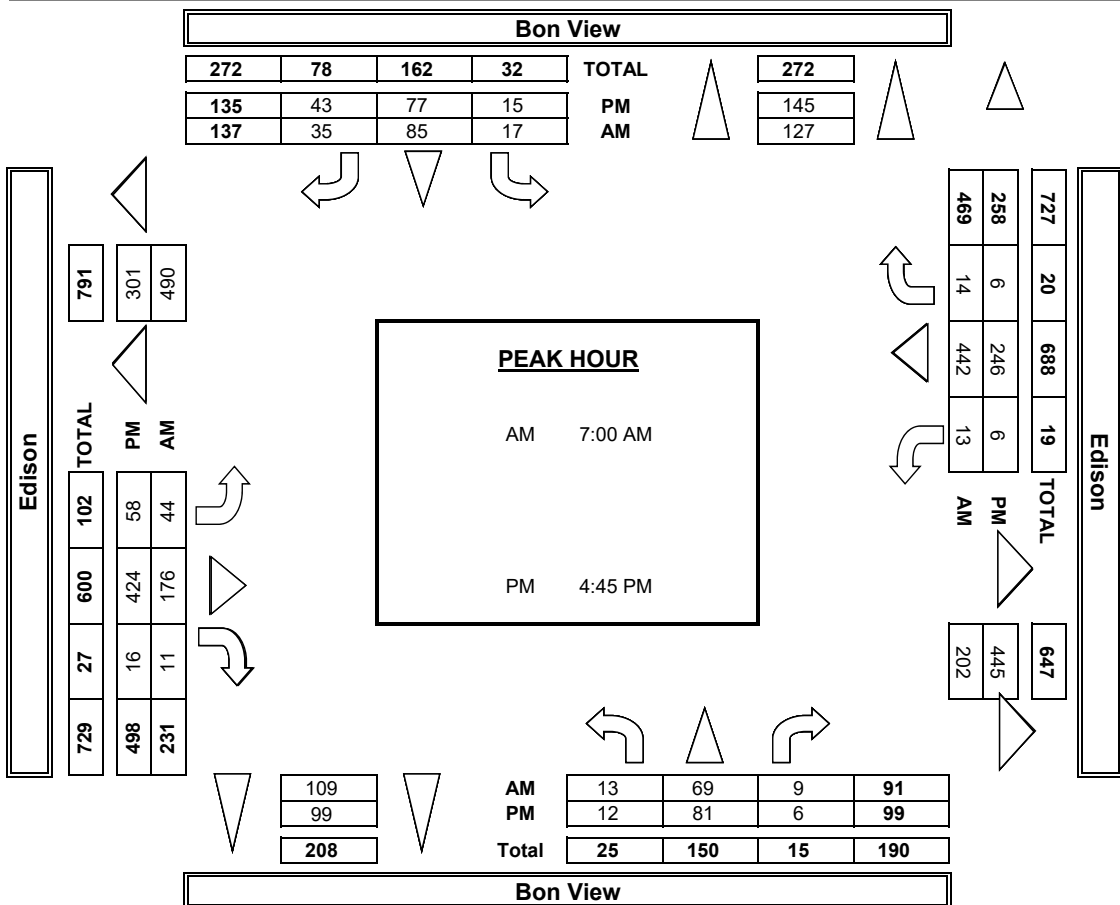 Bon View
272 78 162 32 TOTAL 272
135 43 77 15 PM 145
137 35 85 17 AM 127
Edison
791 301 490
TOTAL PM AM
102 58 44
600 424 176
27 16 11
729 498 231
PEAK HOUR
AM 7:00 AM
PM 4:45 PM
469 258 727
14 6 20
442 246 688
13 6 19
AM PM TOTAL
202 445 647
Edison
109 AM 13 69 9 91
99 PM 12 81 6 99
208 Total 25 150 15 190
Bon View